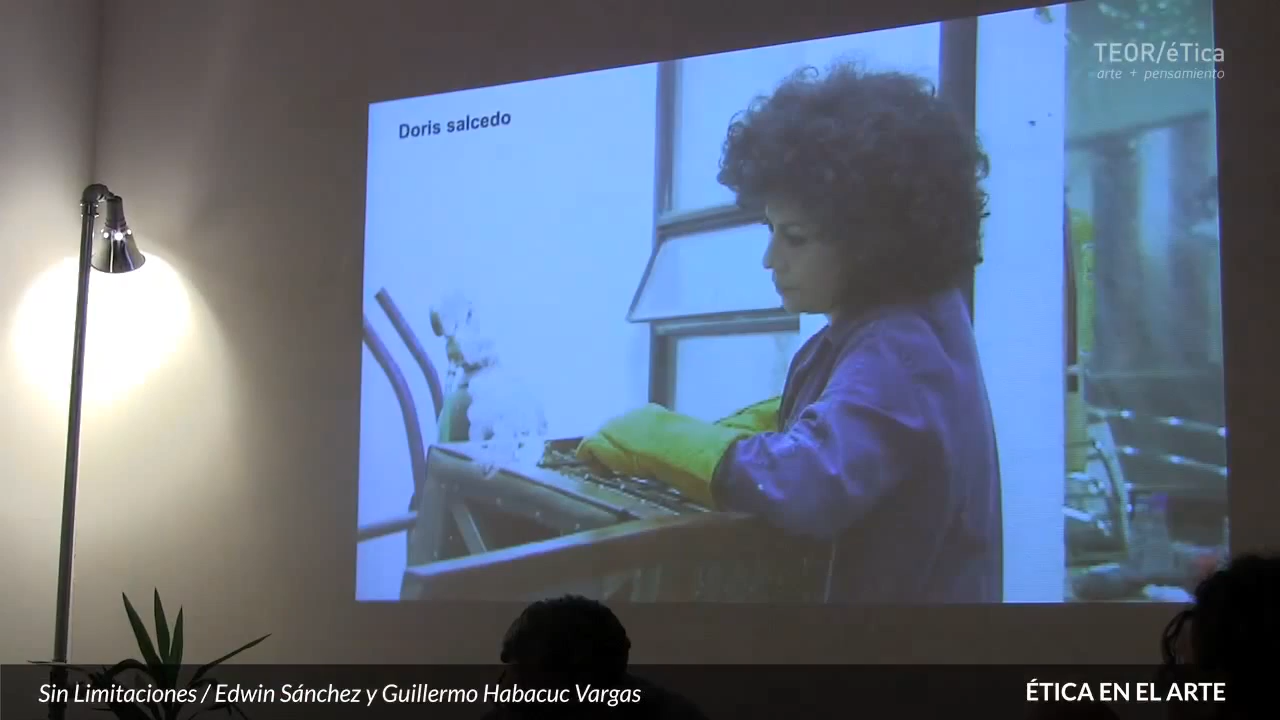 TEOR/éTica
arte + pensamiento
Doris salcedo
Sin Limitaciones / Edwin Sánchez y Guillermo Habacuc Vargas
ÉTICA EN EL ARTE